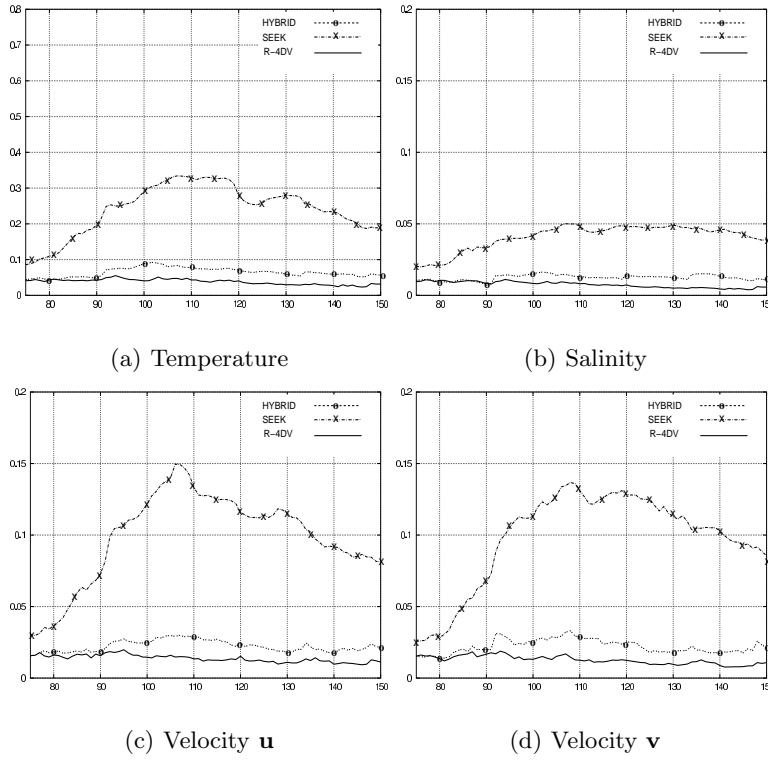 0.8
0.7
0.6
0.5
0.4
0.3
0.2
0.1
0
80 90 100 110 120 130 140 150
HYBRID
SEEK
R-4DV
(a) Temperature
0.2
0.15
0.1
0.05
0
80 90 100 110 120 130 140 150
HYBRID
SEEK
R-4DV
(b) Salinity
0.2
0.15
0.1
0.05
0
80 90 100 110 120 130 140 150
HYBRID
SEEK
R-4DV
(c) Velocity u
0.2
0.15
0.1
0.05
0
80 90 100 110 120 130 140 150
HYBRID
SEEK
R-4DV
(d) Velocity v